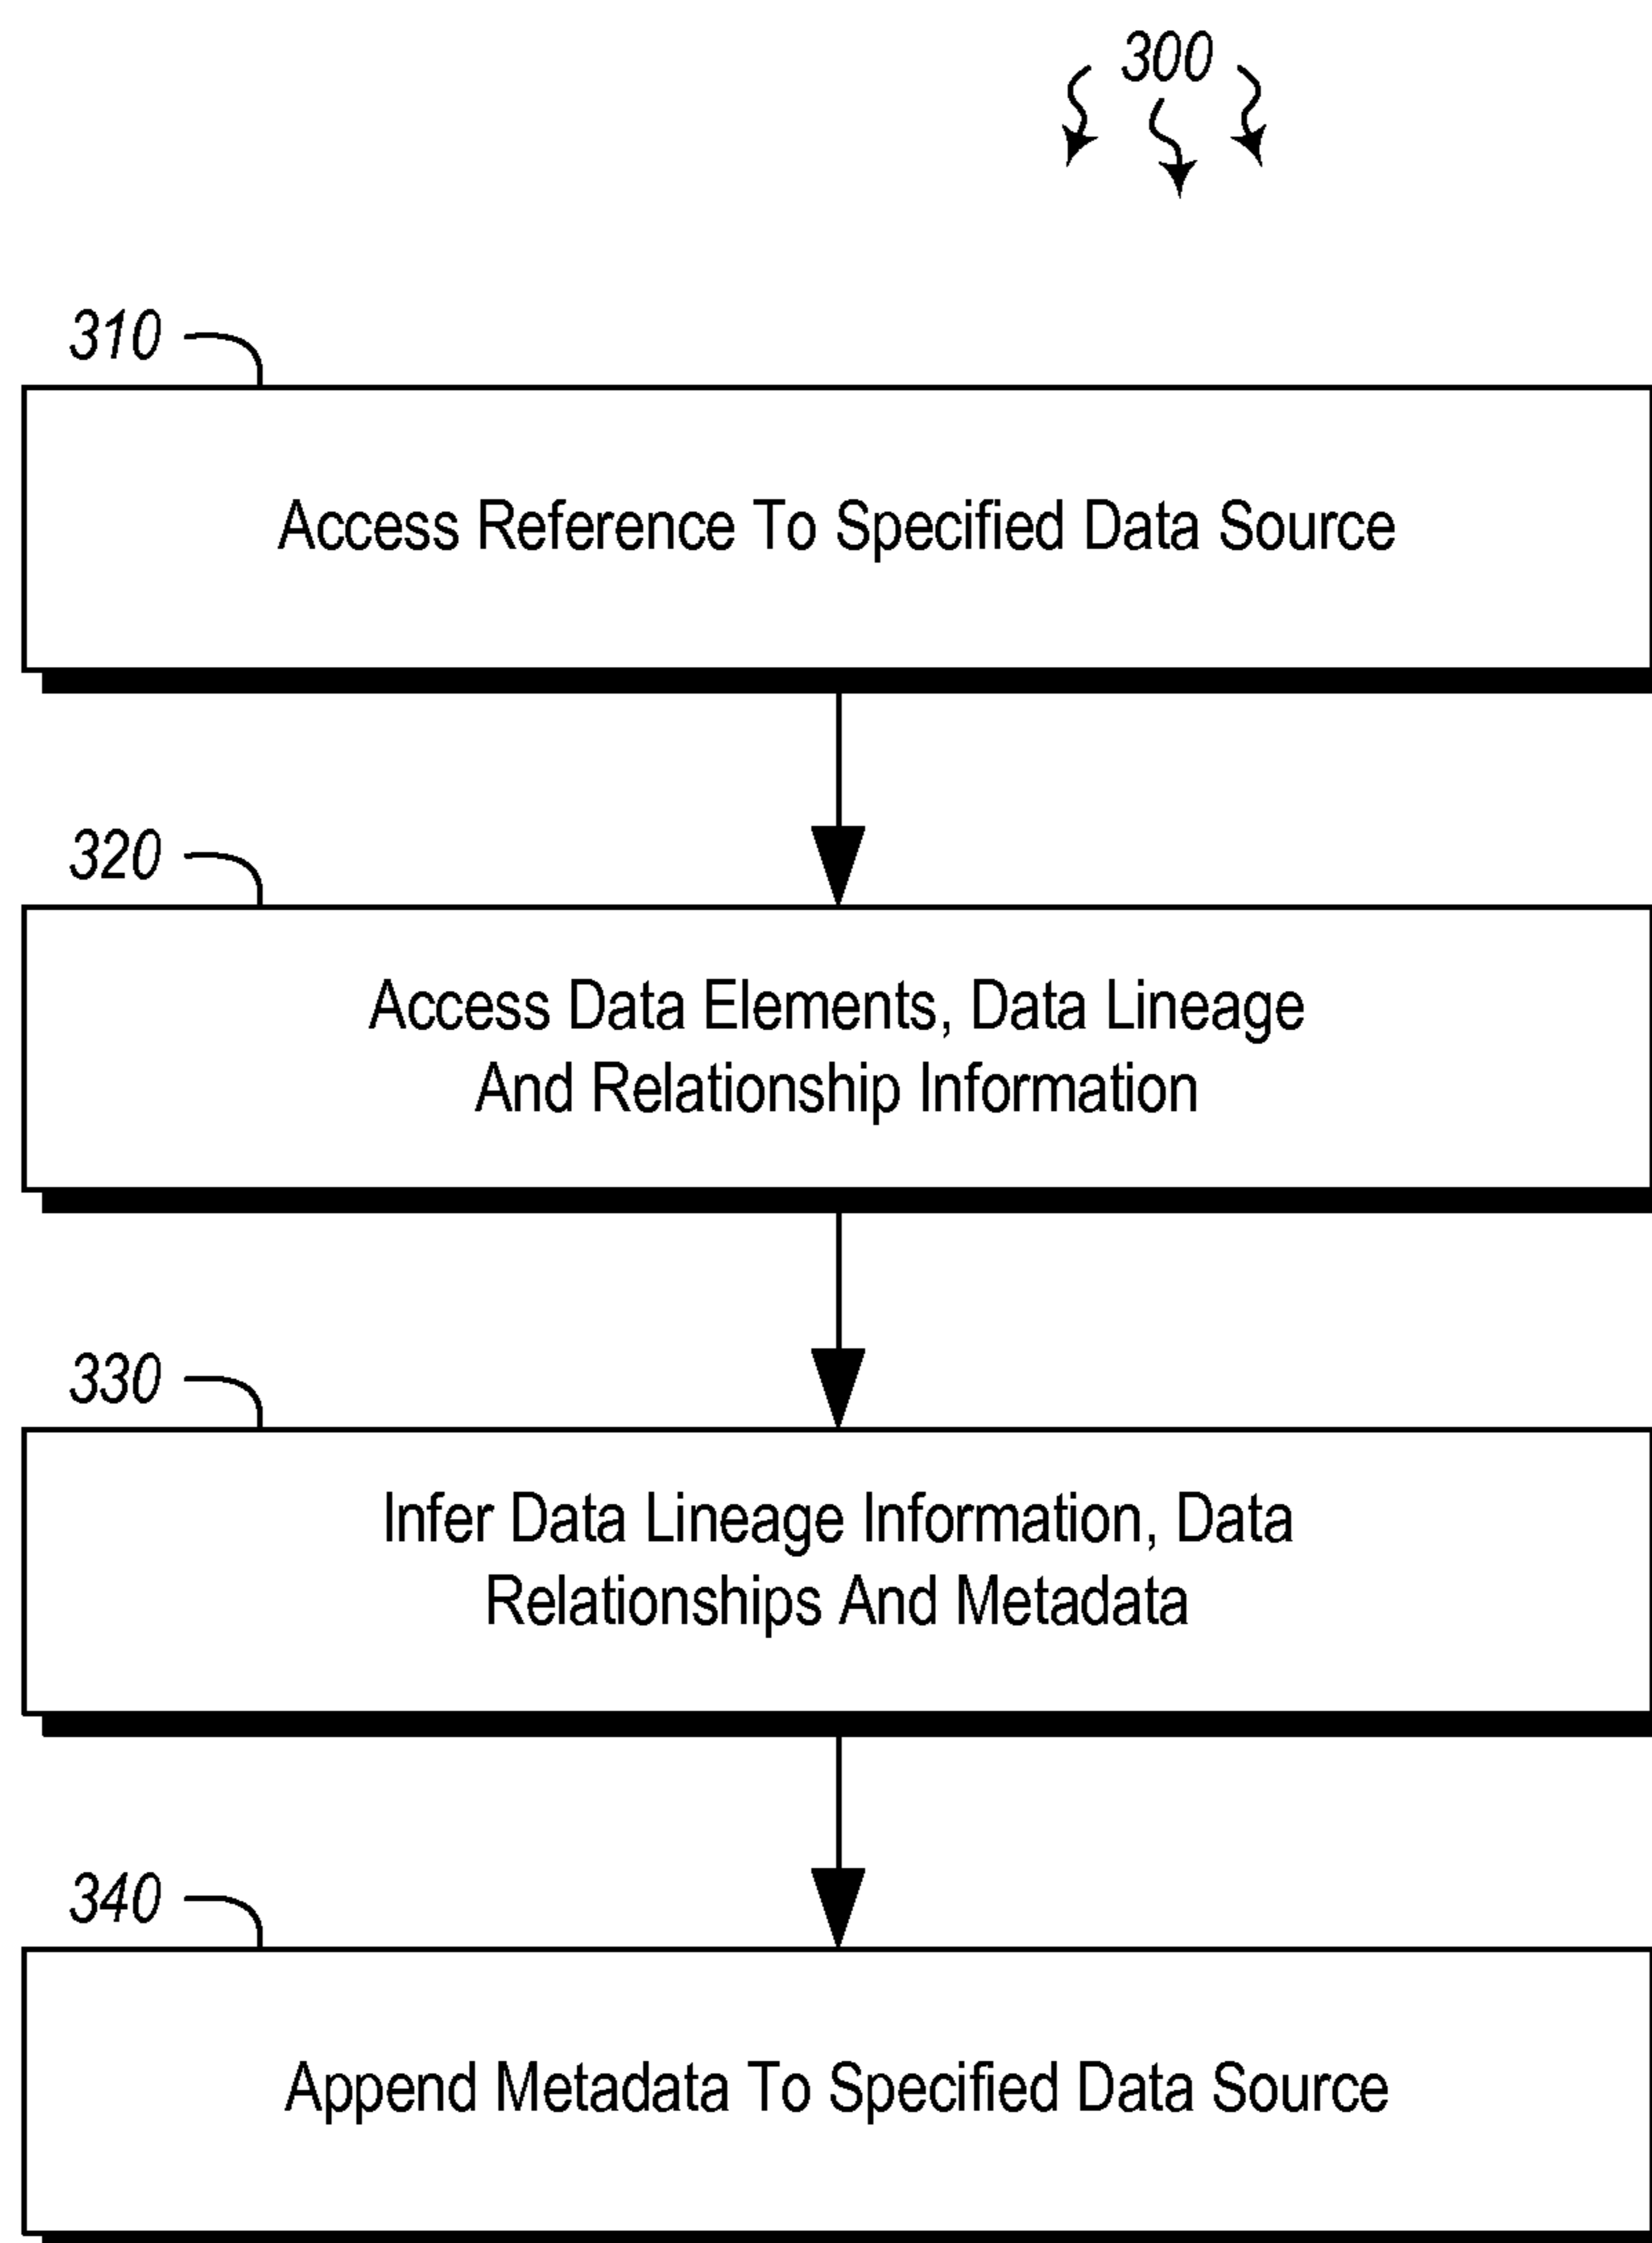 300
310
Access Reference To Specified Data Source
320
Access Data Elements, Data Lineage
And Relationship Information
330
Infer Data Lineage Information, Data
Relationships And Metadata
340
Append Metadata To Specified Data Source